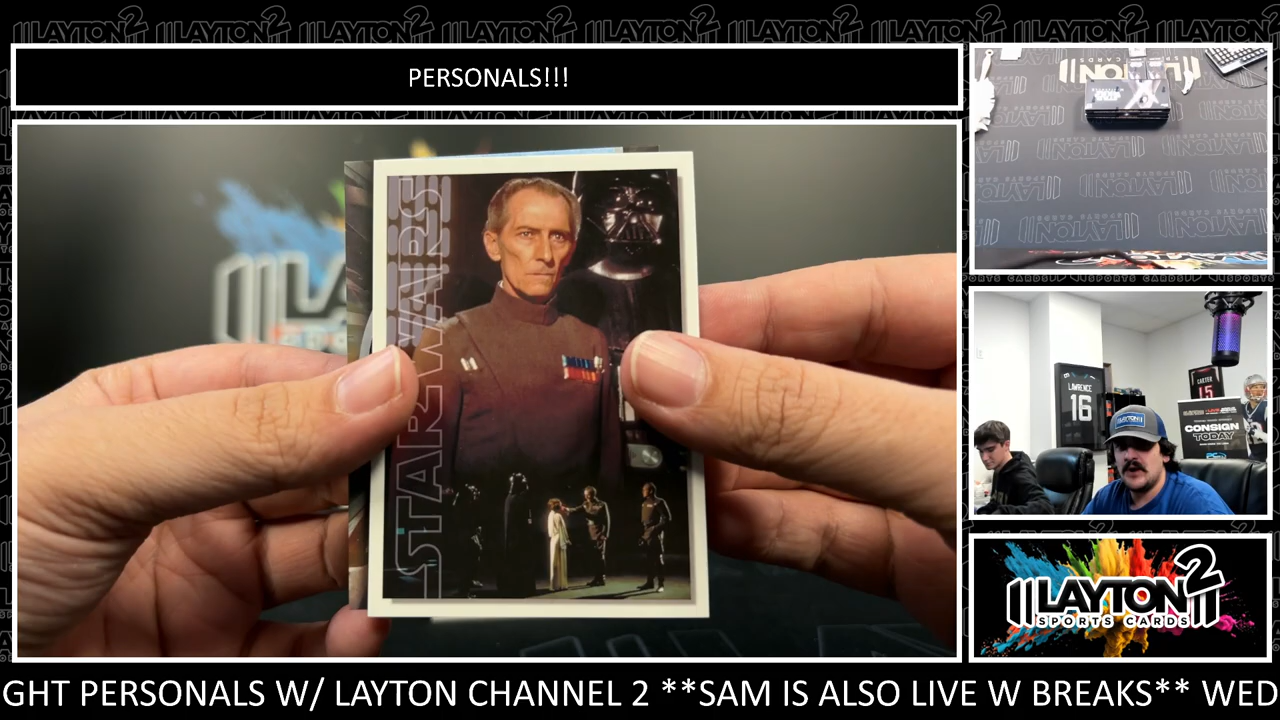 PERSONALS!!!
STAR WARS
LAYTON
LAWRENCE
16
CARTER
15
CONSIGN
TODAY
LAYTON 2
SPORTS CARDS
GHT PERSONALS W/ LAYTON CHANNEL 2 **SAM IS ALSO LIVE W BREAKS** WED